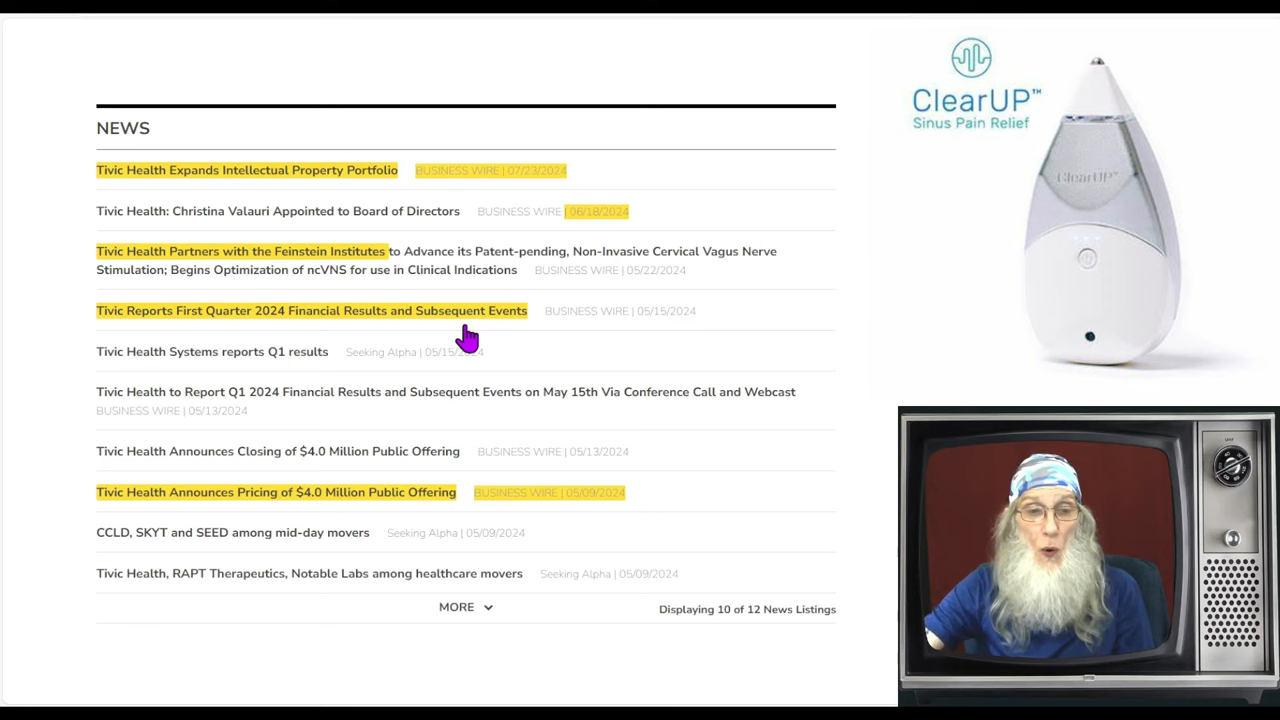 NEWS
Tivic Health Expands Intellectual Property Portfolio BUSINESS WIRE | 07/23/2024
Tivic Health: Christina Valauri Appointed to Board of Directors BUSINESS WIRE | 06/18/2024
Tivic Health Partners with the Feinstein Institutes to Advance its Patent-pending, Non-Invasive Cervical Vagus Nerve
Stimulation; Begins Optimization of ncVNS for use in Clinical Indications BUSINESS WIRE | 05/22/2024
Tivic Reports First Quarter 2024 Financial Results and Subsequent Events BUSINESS WIRE | 05/15/2024
Tivic Health Systems reports Q1 results Seeking Alpha | 05/15/2024
Tivic Health to Report Q1 2024 Financial Results and Subsequent Events on May 15th Via Conference Call and Webcast
BUSINESS WIRE | 05/13/2024
Tivic Health Announces Closing of $4.0 Million Public Offering BUSINESS WIRE | 05/13/2024
Tivic Health Announces Pricing of $4.0 Million Public Offering BUSINESS WIRE | 05/09/2024
CCLD, SKYT and SEED among mid-day movers Seeking Alpha | 05/09/2024
Tivic Health, RAPT Therapeutics, Notable Labs among healthcare movers Seeking Alpha | 05/09/2024
MORE
Displaying 10 of 12 News Listings
ClearUP™
Sinus Pain Relief
ClearUP™